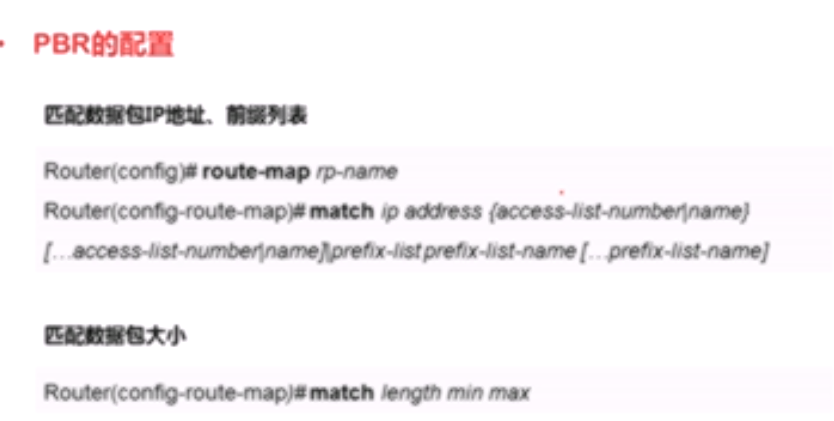 • PBR的配置
匹配数据包IP地址、前缀列表
Router(config)# route-map rp-name
Router(config-route-map)# match ip address {access-list-number|name}
[…access-list-number|name]|prefix-list prefix-list-name […prefix-list-name]
匹配数据包大小
Router(config-route-map)# match length min max